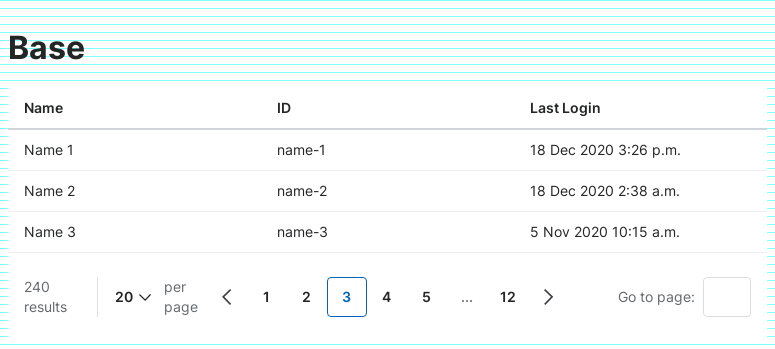 Base
Name ID Last Login
Name 1 name-1 18 Dec 2020 3:26 p.m.
Name 2 name-2 18 Dec 2020 2:38 a.m.
Name 3 name-3 5 Nov 2020 10:15 a.m.
240 results 20 per page 1 2 3 4 5 ... 12 Go to page: